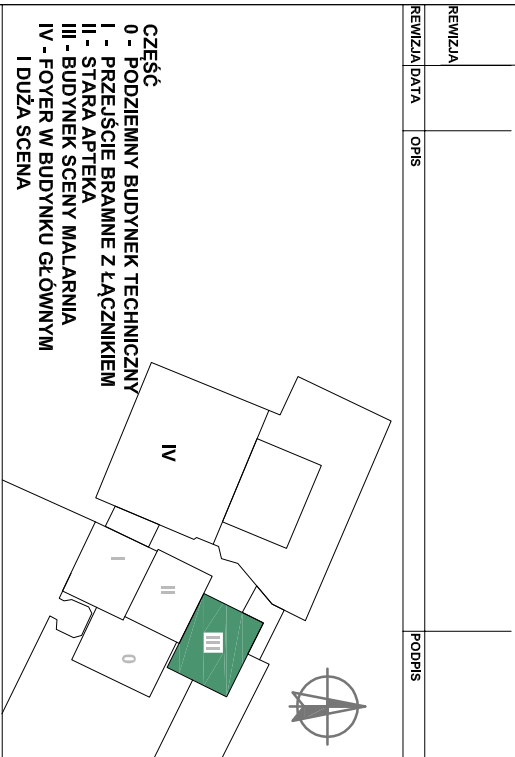 REWIZJA
REWIZJA DATA OPIS PODPIS
CZĘŚĆ
0 - PODZIEMNY BUDYNEK TECHNICZNY
I - PRZEJŚCIE BRAMNE Z ŁĄCZNIKIEM
II - STARA APTEKA
III - BUDYNEK SCENY MALARNIA
IV - FOYER W BUDYNKU GŁÓWNYM
I DUŻA SCENA
IV
I
II
III
0